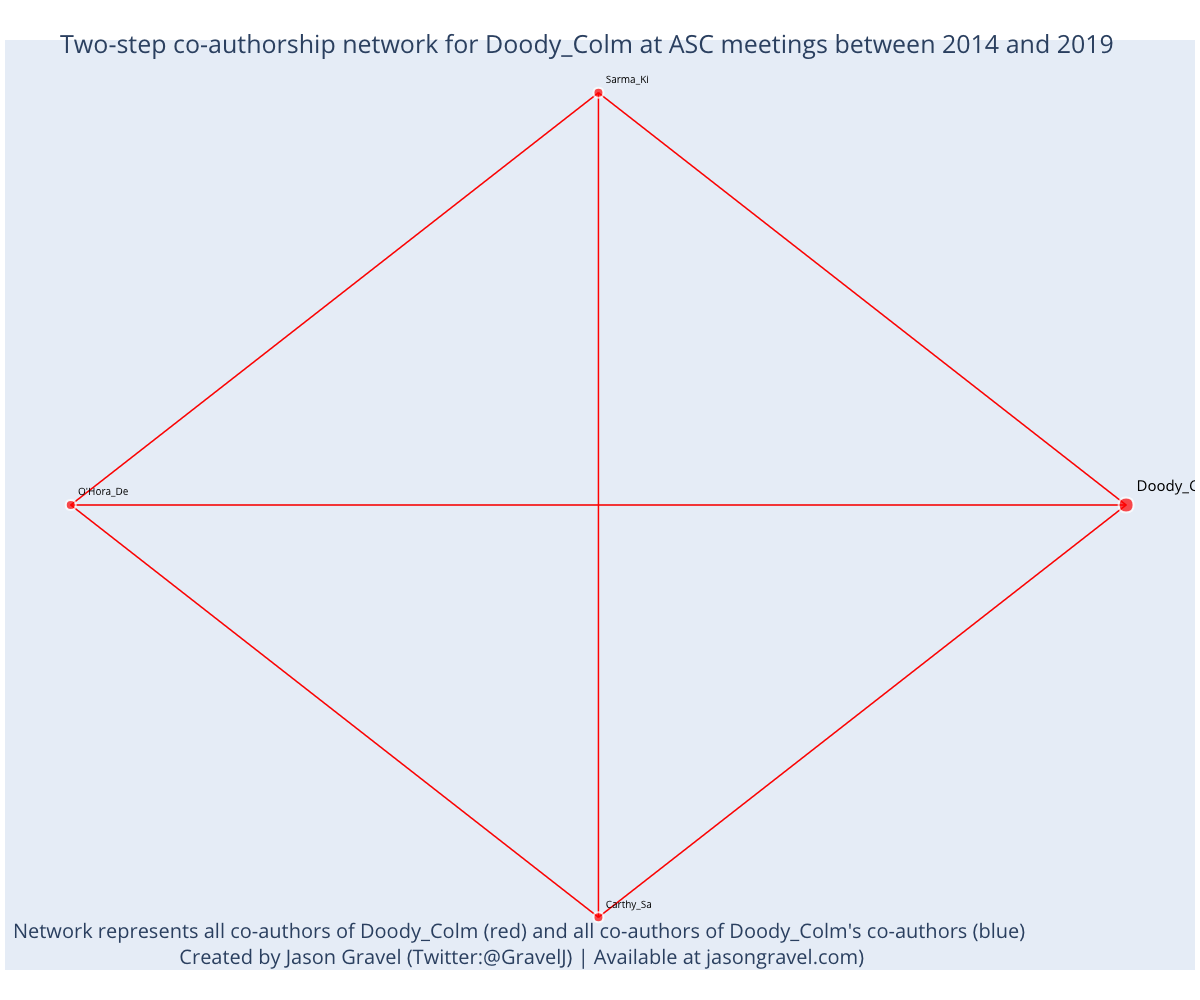 Two-step co-authorship network for Doody_Colm at ASC meetings between 2014 and 2019
Sarma_Ki
Doody_C
O'Hora_De
Carthy_Sa
Network represents all co-authors of Doody_Colm (red) and all co-authors of Doody_Colm's co-authors (blue)
Created by Jason Gravel (Twitter:@GravelJ) | Available at jasongravel.com)